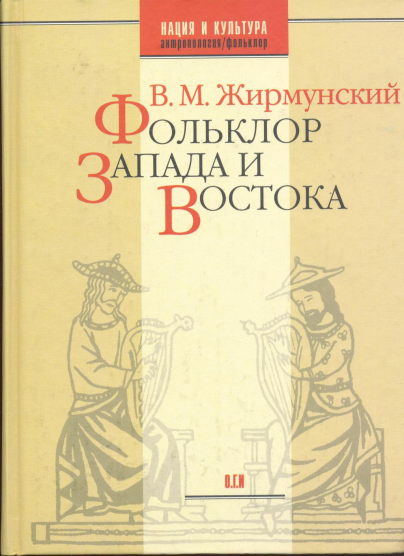 НАЦИЯ И КУЛЬТУРА
антропология/фольклор
В. М. Жирмунский
ФОЛЬКЛОР
ЗАПАДА И
ВОСТОКА
О.Г.И